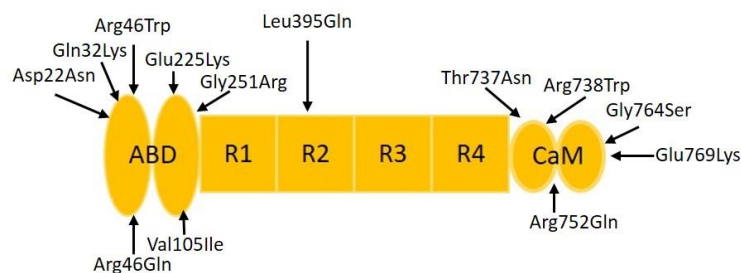 Arg46Trp
Leu395Gln
Gln32Lys
Glu225Lys
Asp22Asn
Gly251Arg
Thr737Asn
Arg738Trp
Gly764Ser
ABD
R1
R2
R3
R4
CaM
Glu769Lys
Arg752Gln
Val105Ile
Arg46Gln